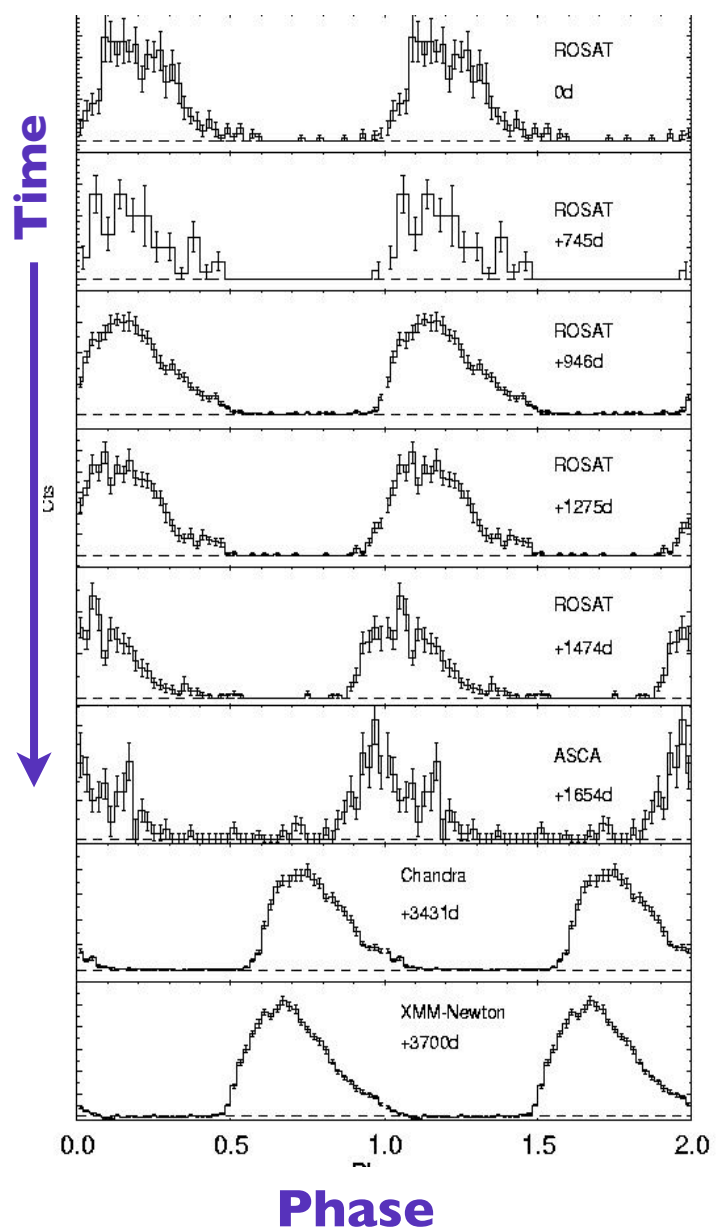 Time
Cts
ROSAT
0d
ROSAT
+745d
ROSAT
+946d
ROSAT
+1275d
ROSAT
+1474d
ASCA
+1654d
Chandra
+3431d
XMM-Newton
+3700d
0.0 0.5 1.0 1.5 2.0
Phase